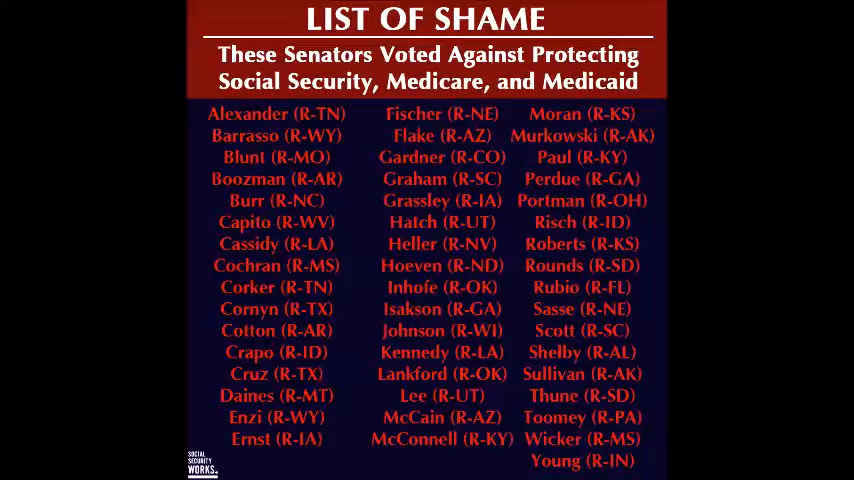 LIST OF SHAME
These Senators Voted Against Protecting
Social Security, Medicare, and Medicaid
Alexander (R-TN)
Barrasso (R-WY)
Blunt (R-MO)
Boozman (R-AR)
Burr (R-NC)
Capito (R-WV)
Cassidy (R-LA)
Cochran (R-MS)
Corker (R-TN)
Cornyn (R-TX)
Cotton (R-AR)
Crapo (R-ID)
Cruz (R-TX)
Daines (R-MT)
Enzi (R-WY)
Ernst (R-IA)
Fischer (R-NE)
Flake (R-AZ)
Gardner (R-CO)
Graham (R-SC)
Grassley (R-IA)
Hatch (R-UT)
Heller (R-NV)
Hoeven (R-ND)
Inhofe (R-OK)
Isakson (R-GA)
Johnson (R-WI)
Kennedy (R-LA)
Lankford (R-OK)
Lee (R-UT)
McCain (R-AZ)
McConnell (R-KY)
Moran (R-KS)
Murkowski (R-AK)
Paul (R-KY)
Perdue (R-GA)
Portman (R-OH)
Risch (R-ID)
Roberts (R-KS)
Rounds (R-SD)
Rubio (R-FL)
Sasse (R-NE)
Scott (R-SC)
Shelby (R-AL)
Sullivan (R-AK)
Thune (R-SD)
Toomey (R-PA)
Wicker (R-MS)
Young (R-IN)
SOCIAL
SECURITY
WORKS.